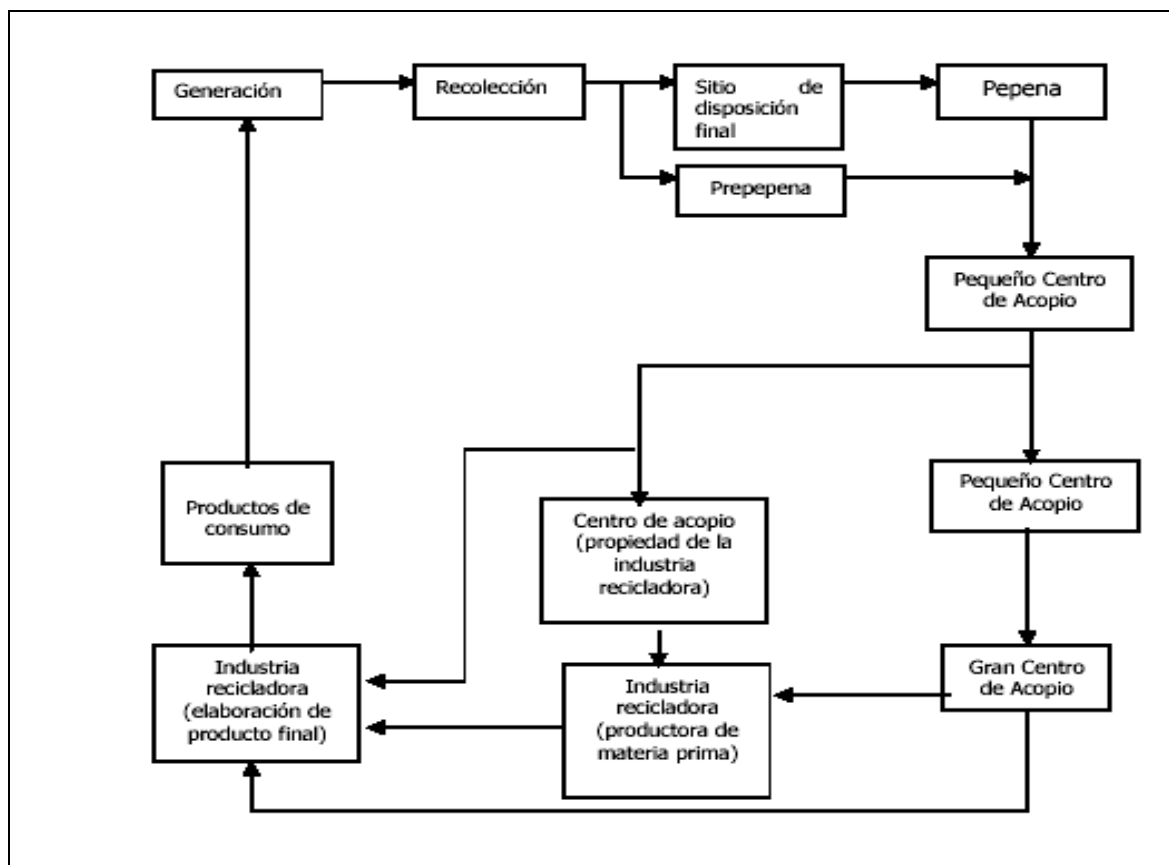 Generación
Recolección
Sitio de
disposición
final
Pepena
Prepepena
Pequeño Centro
de Acopio
Productos de
consumo
Centro de acopio
(propiedad de la
industria
recicladora)
Pequeño Centro
de Acopio
Industria
recicladora
(elaboración de
producto final)
Industria
recicladora
(productora de
materia prima)
Gran Centro
de Acopio